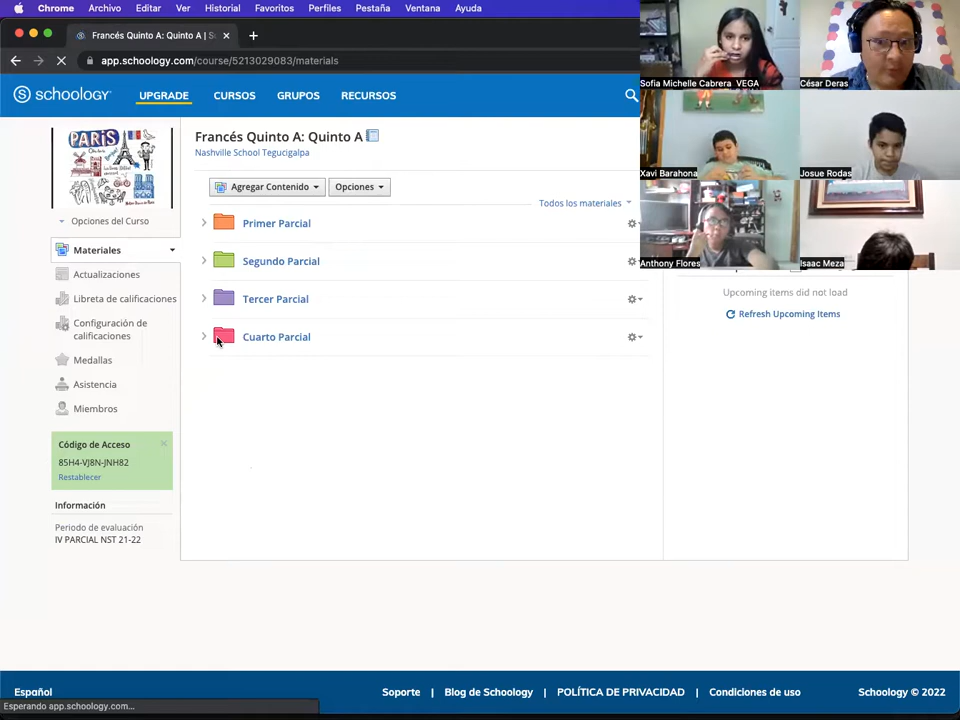 Chrome Archivo Editar Ver Historial Favoritos Perfiles Pestaña Ventana Ayuda
Francés Quinto A: Quinto A | S
app.schoology.com/course/5213029083/materials
schoology UPGRADE CURSOS GRUPOS RECURSOS
Sofia Michelle Cabrera VEGA
César Deras
Xavi Barahona
Josue Rodas
Anthony Flores
Isaac Meza
PARIS
Francés Quinto A: Quinto A
Nashville School Tegucigalpa
Agregar Contenido Opciones
Todos los materiales
Opciones del Curso
Primer Parcial
Segundo Parcial
Tercer Parcial
Cuarto Parcial
Materiales
Actualizaciones
Libreta de calificaciones
Configuración de
calificaciones
Medallas
Asistencia
Miembros
Upcoming items did not load
Refresh Upcoming Items
Código de Acceso
85H4-VJ8N-JNH82
Restablecer
Información
Periodo de evaluación
IV PARCIAL NST 21-22
Español Soporte | Blog de Schoology | POLÍTICA DE PRIVACIDAD | Condiciones de uso Schoology © 2022
Esperando app.schoology.com...